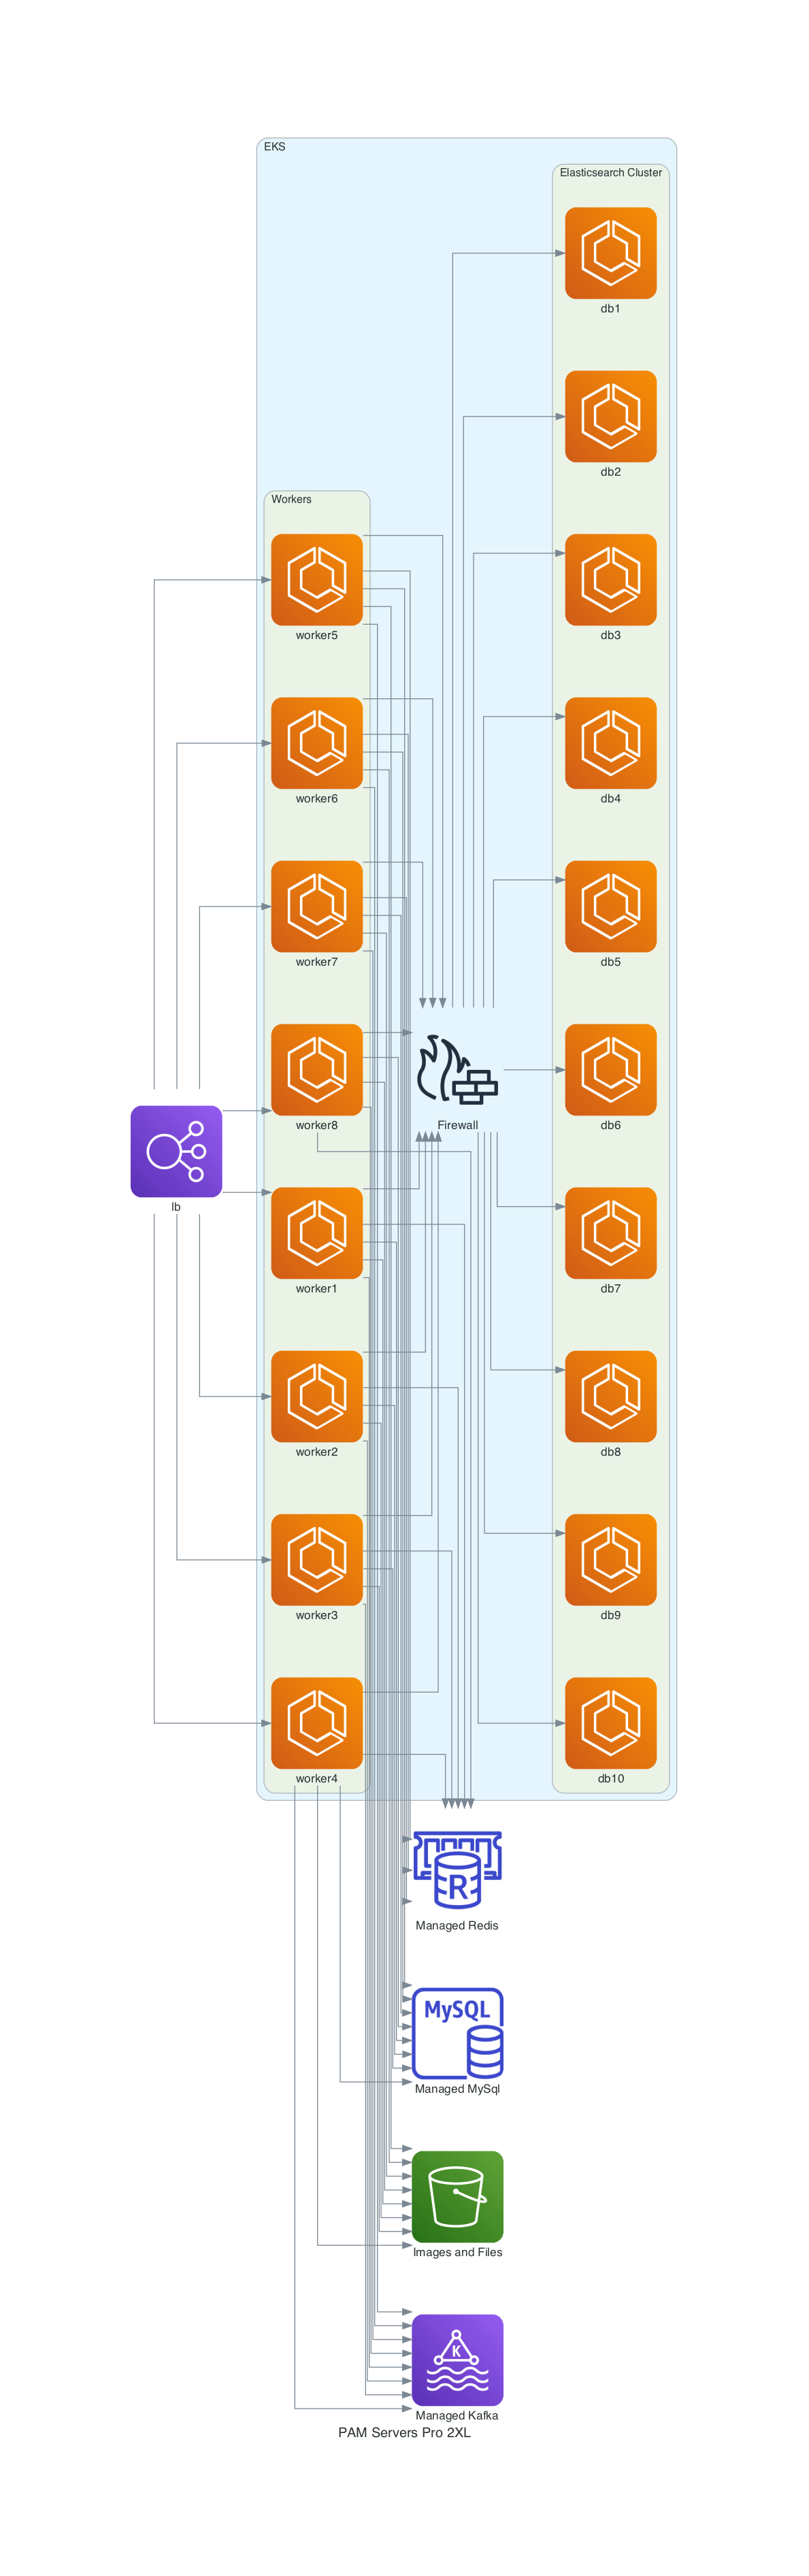 EKS
Elasticsearch Cluster
db1
db2
Workers
worker5
db3
worker6
db4
worker7
db5
worker8
Firewall
db6
lb
worker1
db7
worker2
db8
worker3
db9
worker4
db10
R
Managed Redis
MySQL
Managed MySql
Images and Files
K
Managed Kafka
PAM Servers Pro 2XL